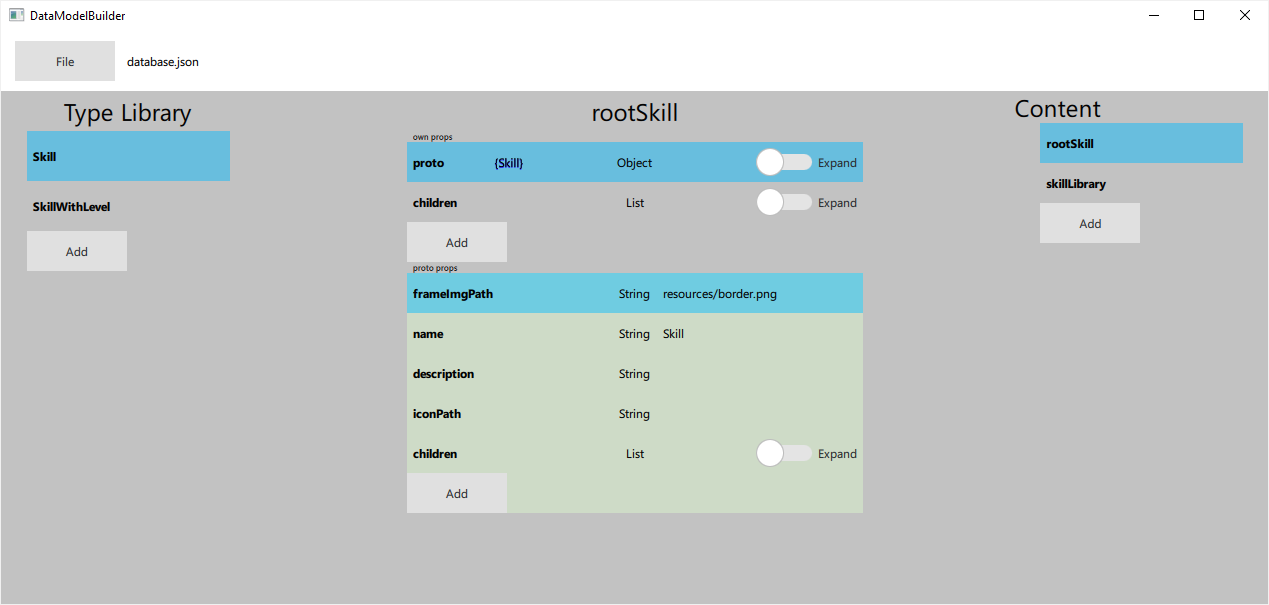 DataModelBuilder
File database.json
Type Library
Skill
SkillWithLevel
Add
rootSkill
own props
proto {Skill} Object Expand
children List Expand
Add
proto props
frameImgPath String resources/border.png
name String Skill
description String
iconPath String
children List Expand
Add
Content
rootSkill
skillLibrary
Add